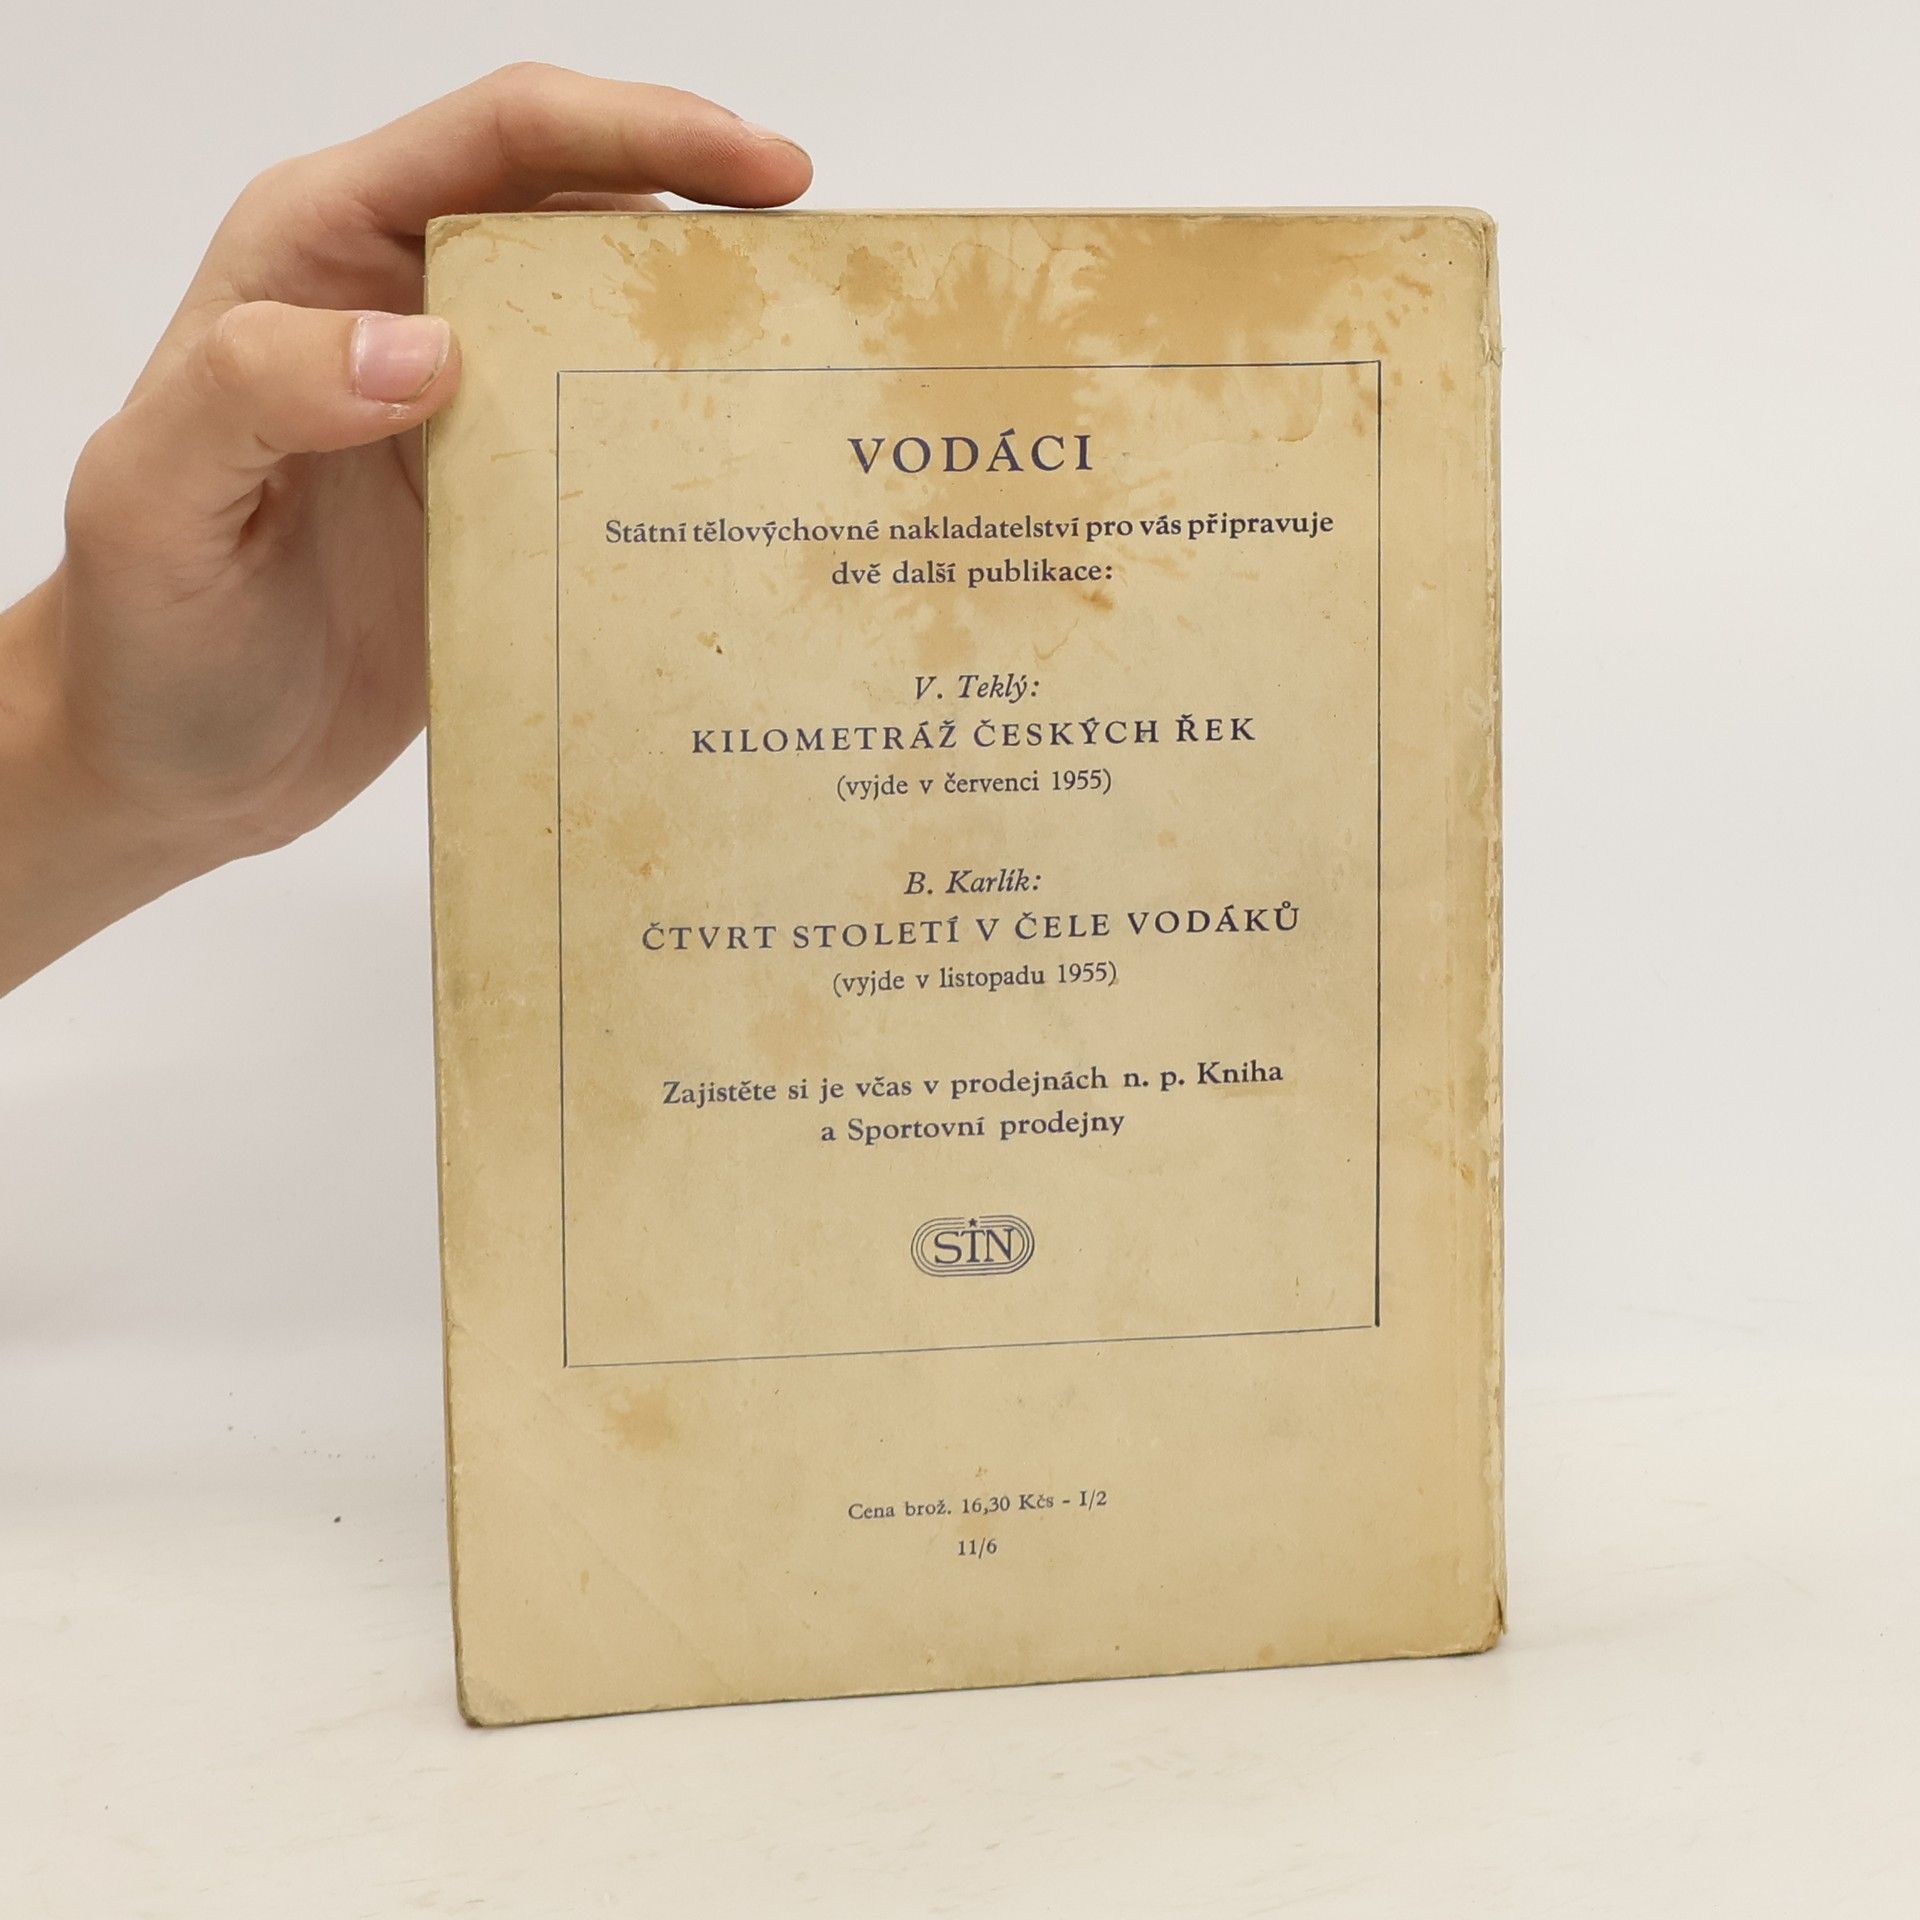 VODÁCI
Státní tělovýchovné nakladatelství pro vás připravuje
dvě další publikace:
V. Teklý:
KILOMETRÁŽ ČESKÝCH ŘEK
(vyjde v červenci 1955)
B. Karlík:
ČTVRT STOLETÍ V ČELE VODÁKŮ
(vyjde v listopadu 1955)
Zajistěte si je včas v prodejnách n. p. Kniha
a Sportovní prodejny
STN
Cena brož. 16,30 Kčs - I/2
11/6